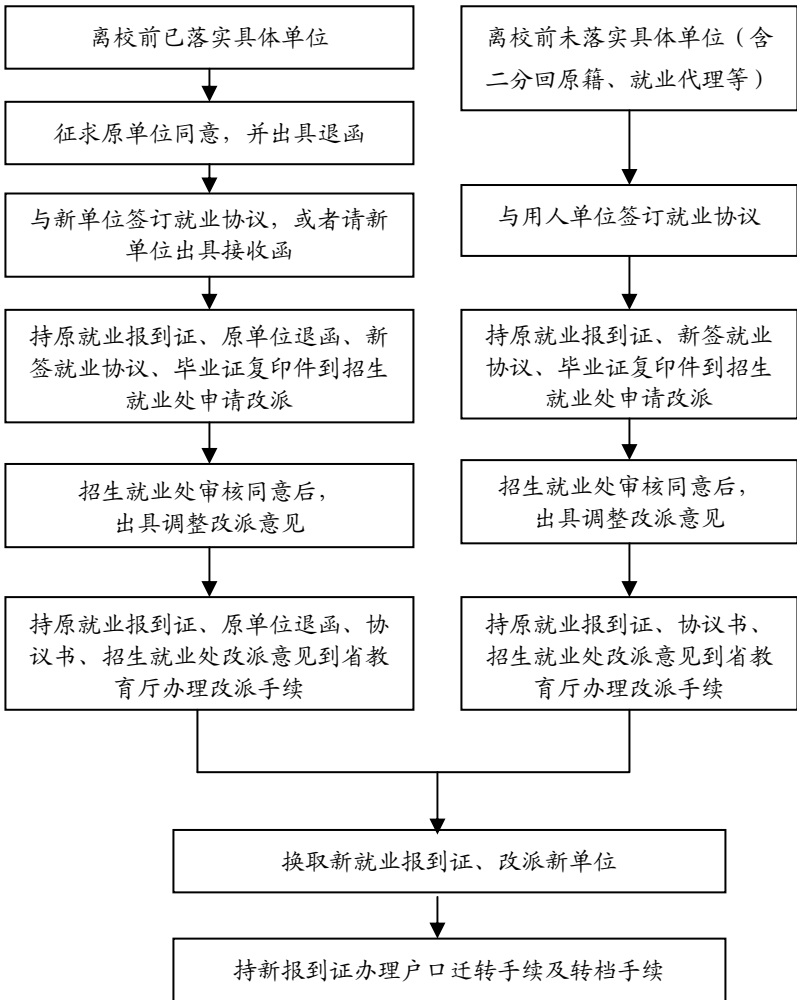 离校前已落实具体单位
征求原单位同意，并出具退函
与新单位签订就业协议，或者请新
单位出具接收函
持原就业报到证、原单位退函、新
签就业协议、毕业证复印件到招生
就业处申请改派
招生就业处审核同意后，
出具调整改派意见
持原就业报到证、原单位退函、协
议书、招生就业处改派意见到省教
育厅办理改派手续
离校前未落实具体单位（含
二分回原籍、就业代理等）
与用人单位签订就业协议
持原就业报到证、新签就业
协议、毕业证复印件到招生
就业处申请改派
招生就业处审核同意后，
出具调整改派意见
持原就业报到证、协议书、
招生就业处改派意见到省教
育厅办理改派手续
换取新就业报到证、改派新单位
持新报到证办理户口迁转手续及转档手续